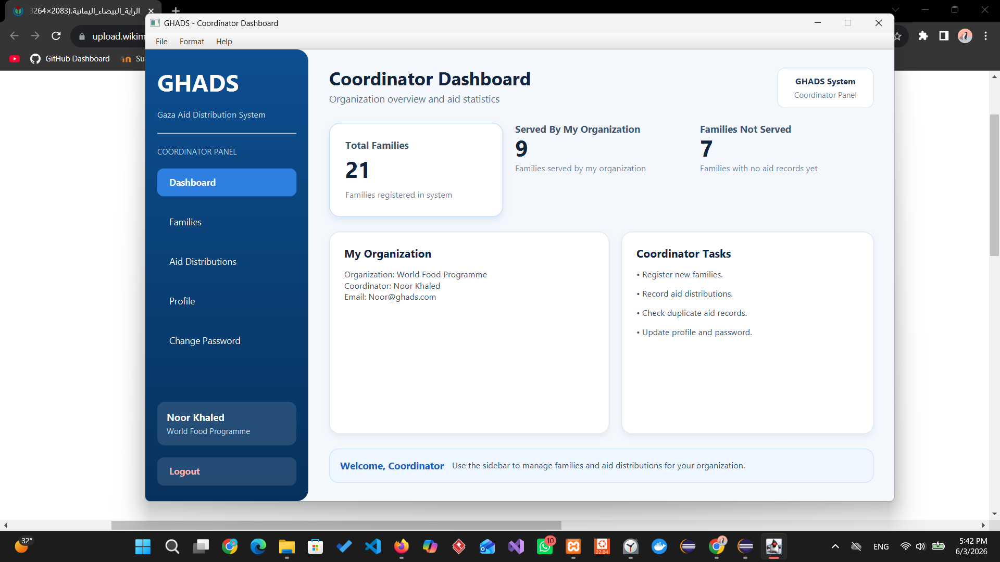 الراية_البيضاء_اليمانية.(2083×3264
GHADS - Coordinator Dashboard
upload.wikim
File Format Help
GitHub Dashboard
Su
GHADS
Gaza Aid Distribution System
COORDINATOR PANEL
Dashboard
Families
Aid Distributions
Profile
Change Password
Noor Khaled
World Food Programme
Logout
Coordinator Dashboard
Organization overview and aid statistics
GHADS System
Coordinator Panel
Total Families
21
Families registered in system
Served By My Organization
9
Families served by my organization
Families Not Served
7
Families with no aid records yet
My Organization
Organization: World Food Programme
Coordinator: Noor Khaled
Email: Noor@ghads.com
Coordinator Tasks
• Register new families.
• Record aid distributions.
• Check duplicate aid records.
• Update profile and password.
Welcome, Coordinator Use the sidebar to manage families and aid distributions for your organization.
32°
10
22.04
ENG
5:42 PM
6/3/2026